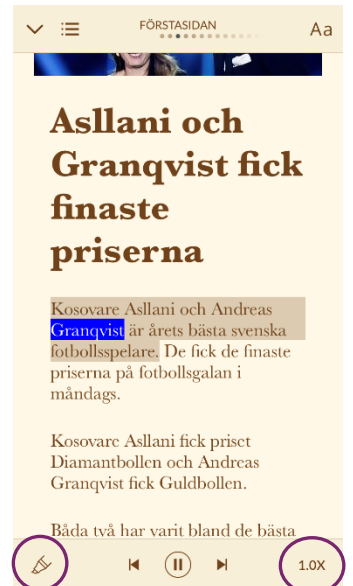 FÖRSTASIDAN
Aa
Asllani och
Granqvist fick
finaste
priserna
Kosovare Asllani och Andreas
Granqvist är årets bästa svenska
fotbollsspelare. De fick de finaste
priserna på fotbollsgalan i
måndags.
Kosovare Asllani fick priset
Diamantbollen och Andreas
Granqvist fick Guldbollen.
Båda två har varit bland de bästa
1.0X